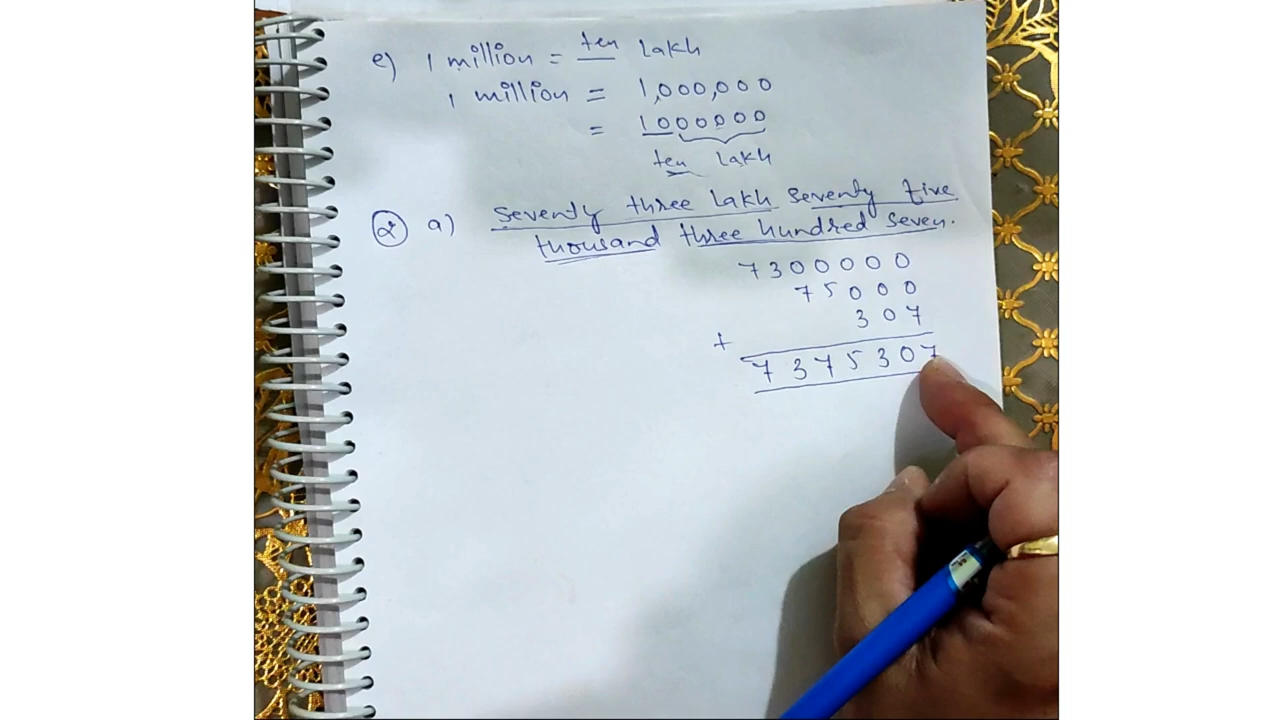 e) 1 million = ten lakh
1 million = 1,000,000
= 1000000
ten lakh
2 a) Seventy three lakh seventy five
thousand three hundred seven.
7300000
75000
307
+
7375307